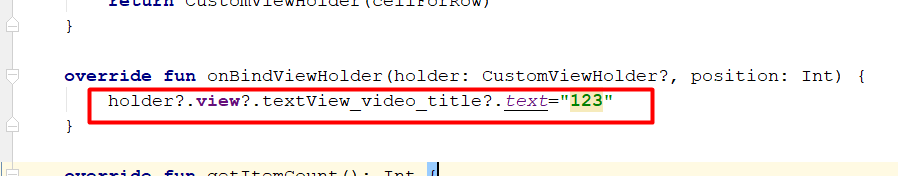 return CustomViewHolder(cellForRow)
}
override fun onBindViewHolder(holder: CustomViewHolder?, position: Int) {
holder?.view?.textView_video_title?.text="123"
}
override fun getItemCount(): Int {